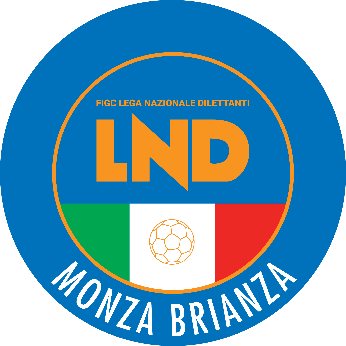 FIGC LEGA NAZIONALE DILETTANTI
LND
MONZA BRIANZA